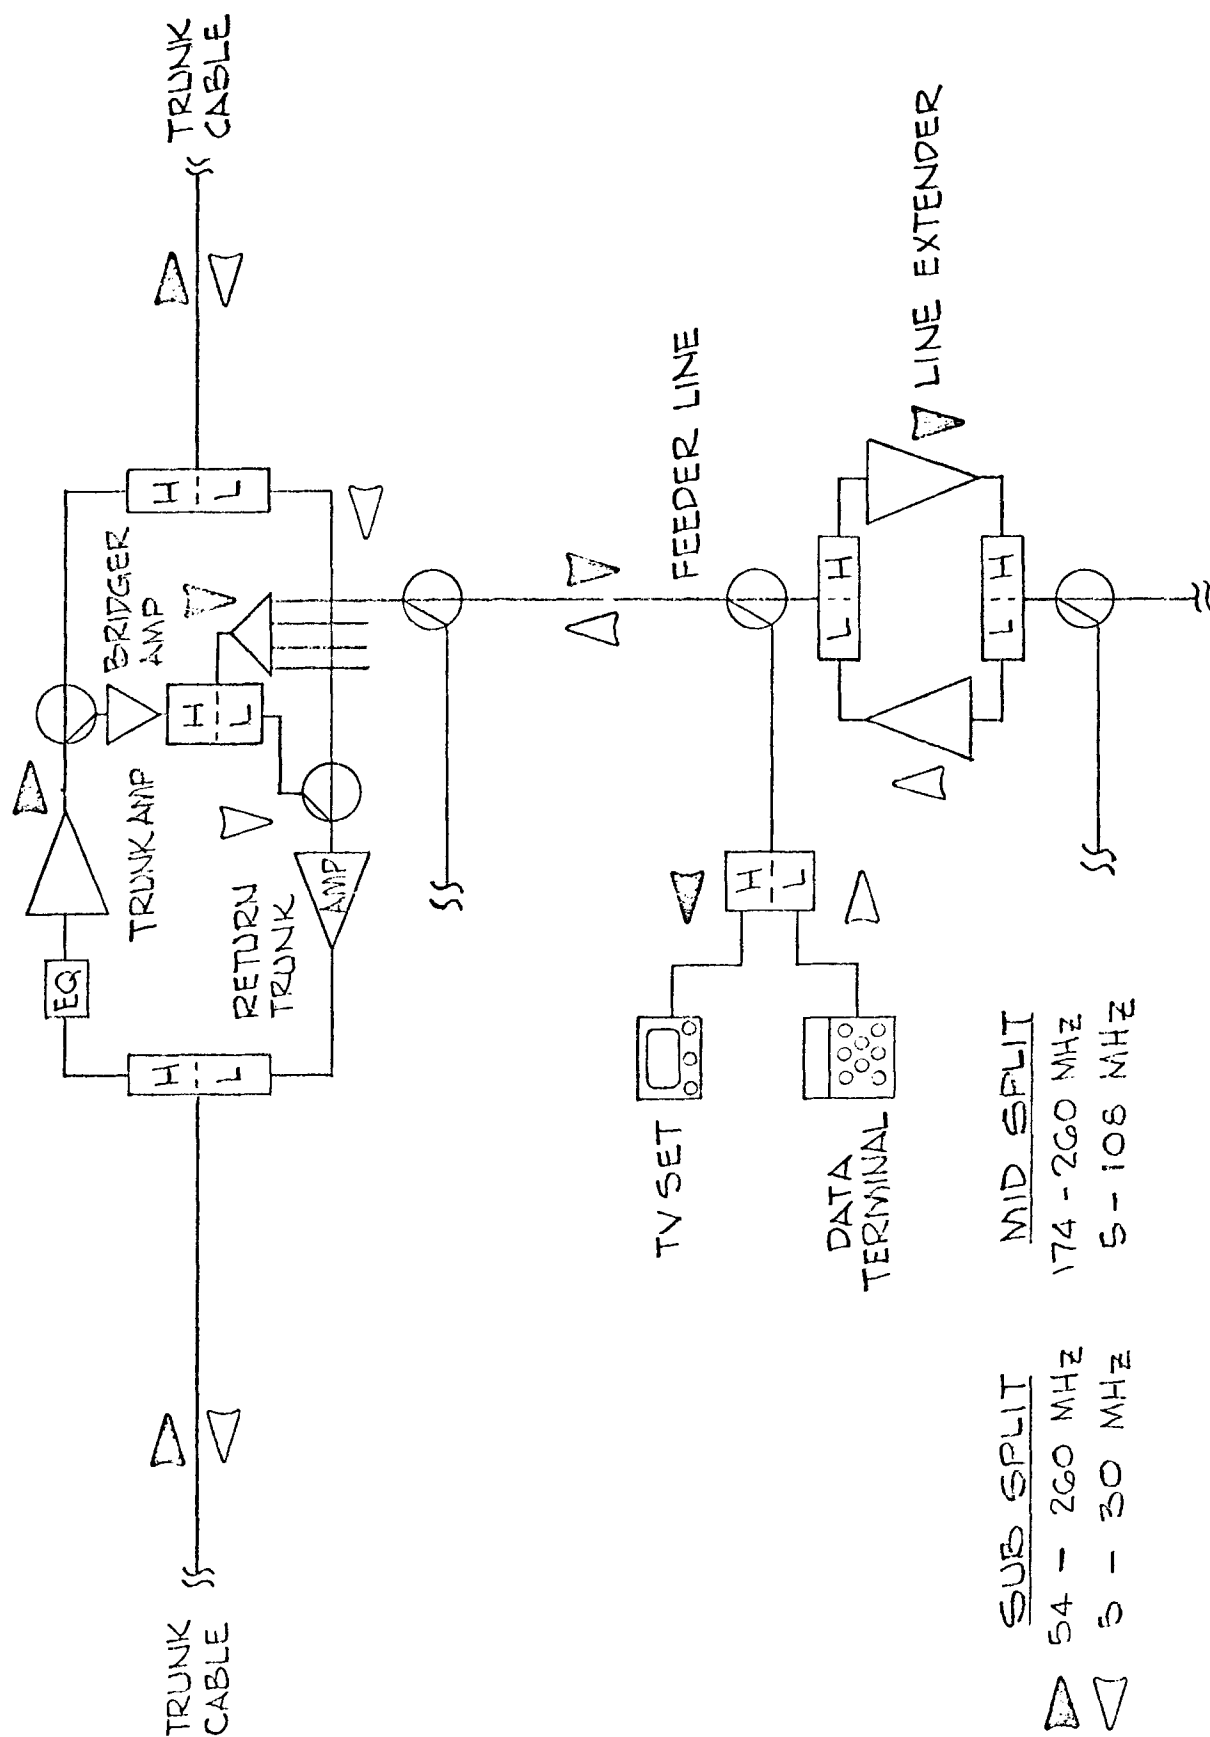 TRUNK
CABLE
TRUNK
CABLE
EQ
TRUNK AMP
BRIDGER
AMP
H
L
H
L
H
L
RETURN
TRUNK
AMP
FEEDER LINE
TV SET
DATA
TERMINAL
H
L
L H
L H
LINE EXTENDER
SUB SPLIT
54 - 260 MHz
5 - 30 MHz
MID SPLIT
174 - 260 MHz
5 - 108 MHz